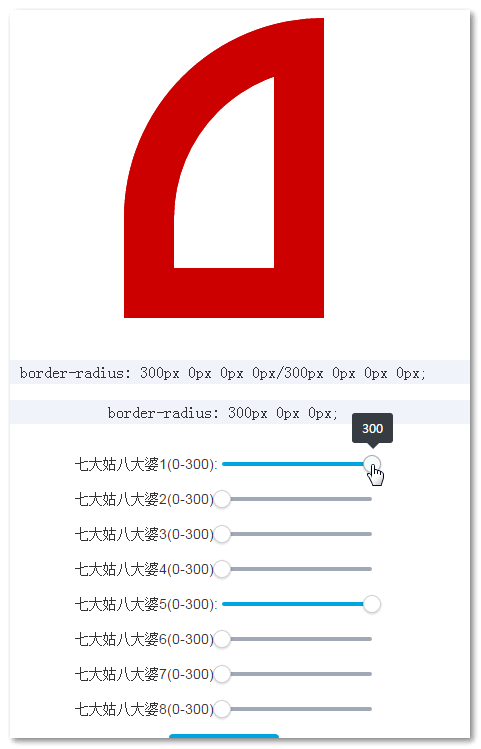 border-radius: 300px 0px 0px 0px/300px 0px 0px 0px;
border-radius: 300px 0px 0px;
300
七大姑八大婆1(0-300):
七大姑八大婆2(0-300)
七大姑八大婆3(0-300)
七大姑八大婆4(0-300)
七大姑八大婆5(0-300):
七大姑八大婆6(0-300)
七大姑八大婆7(0-300)
七大姑八大婆8(0-300)